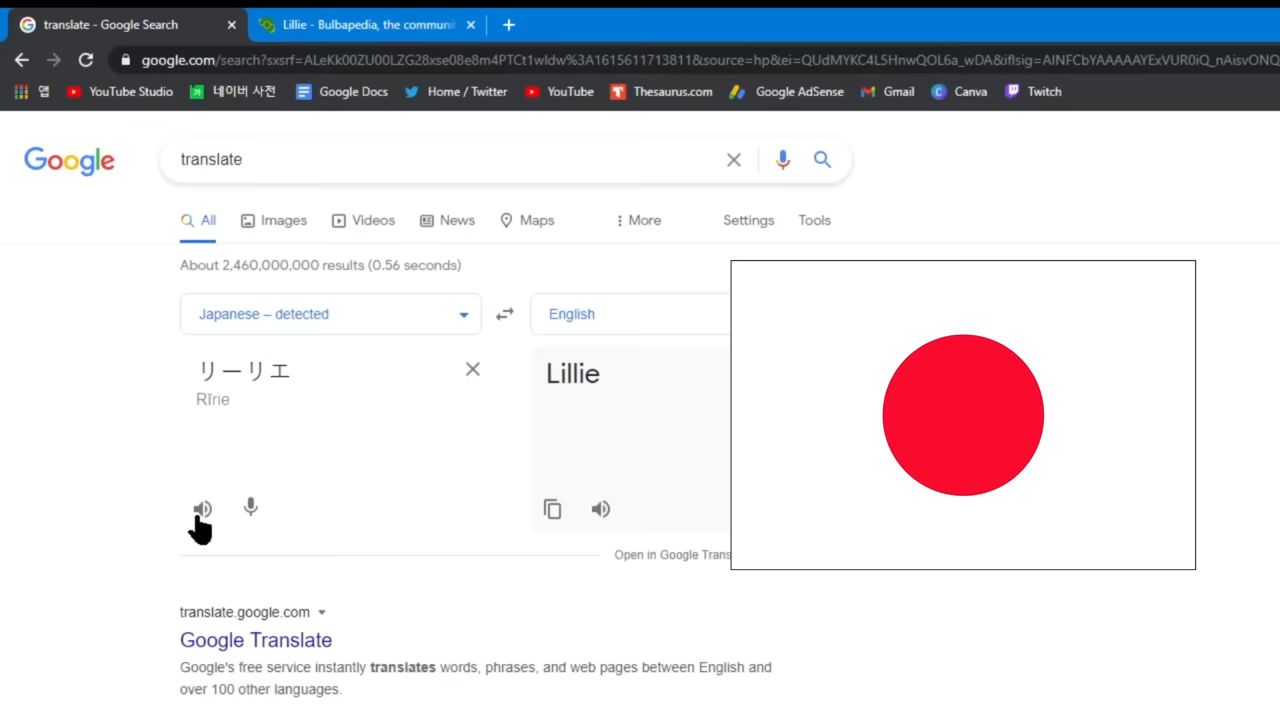 translate - Google Search
Lillie - Bulbapedia, the communi
google.com/search?sxsrf=ALeKk00ZU00LZG28xse08e8m4PTCt1wIdw%3A1615611713811&source=hp&ei=QUdMYKC4L5HnwQOL6a_wDA&iflsig=AINFCbYAAAAAYExVUR0iQ_nAisvONQ
앱 YouTube Studio 네이버 사전 Google Docs Home / Twitter YouTube Thesaurus.com Google AdSense Gmail Canva Twitch
Google
translate
All Images Videos News Maps More Settings Tools
About 2,460,000,000 results (0.56 seconds)
Japanese – detected English
リーリエ Lillie
Rīrie
Open in Google Trans
translate.google.com
Google Translate
Google's free service instantly translates words, phrases, and web pages between English and
over 100 other languages.